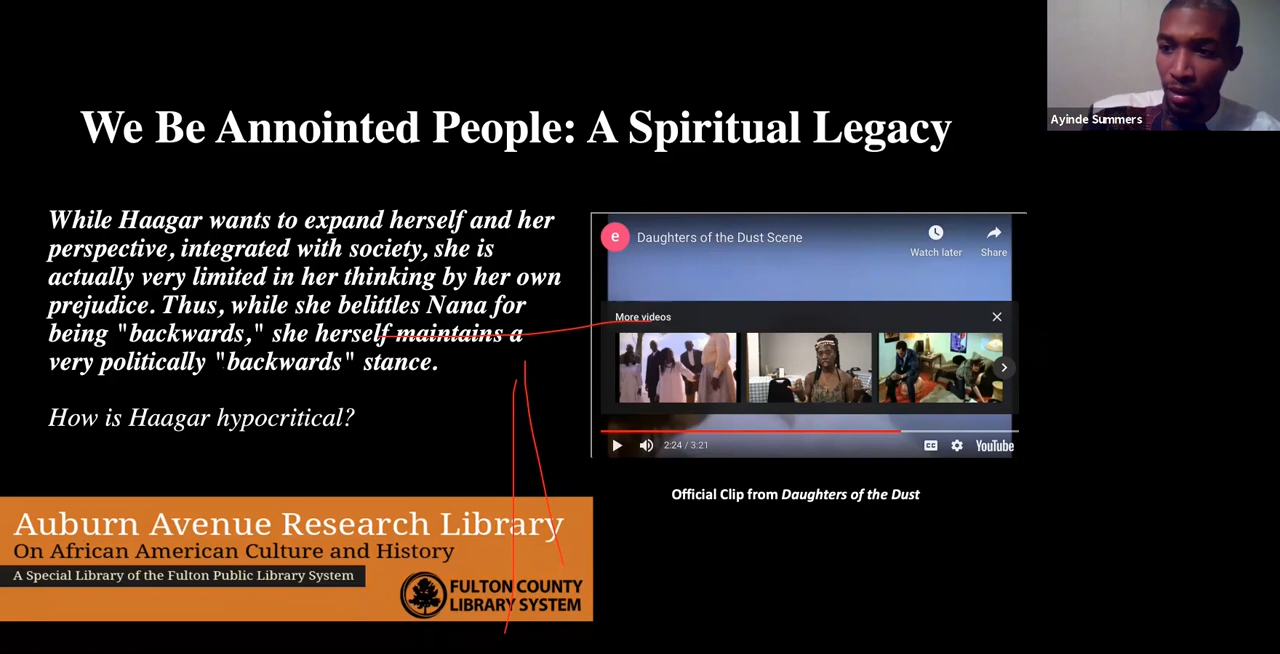 We Be Annointed People: A Spiritual Legacy
Ayinde Summers
While Haagar wants to expand herself and her
perspective, integrated with society, she is
actually very limited in her thinking by her own
prejudice. Thus, while she belittles Nana for
being "backwards," she herself maintains a
very politically "backwards" stance.
How is Haagar hypocritical?
e
Daughters of the Dust Scene
Watch later
Share
More videos
2:24 / 3:21
CC
YouTube
Official Clip from Daughters of the Dust
Auburn Avenue Research Library
On African American Culture and History
A Special Library of the Fulton Public Library System
FULTON COUNTY
LIBRARY SYSTEM